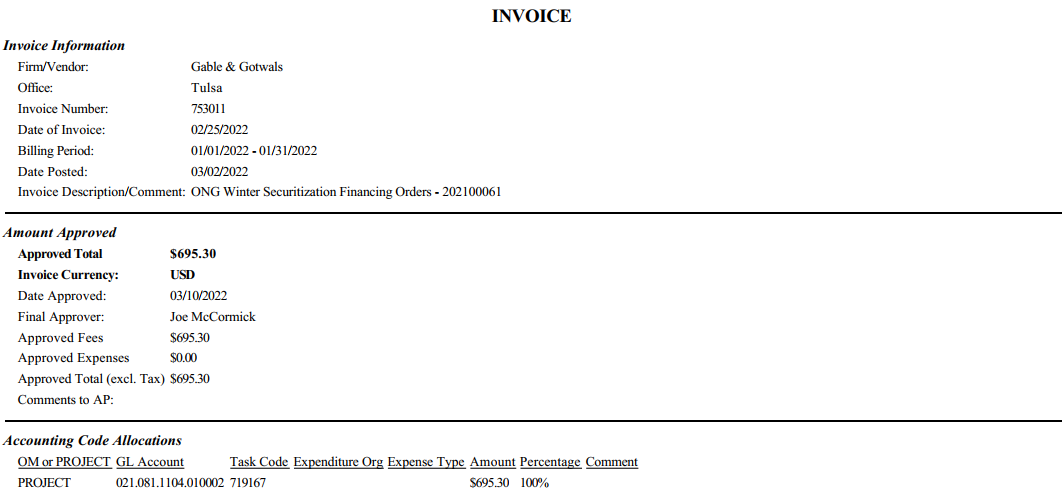 INVOICE
Invoice Information
Firm/Vendor: Gable & Gotwals
Office: Tulsa
Invoice Number: 753011
Date of Invoice: 02/25/2022
Billing Period: 01/01/2022 - 01/31/2022
Date Posted: 03/02/2022
Invoice Description/Comment: ONG Winter Securitization Financing Orders - 202100061
Amount Approved
Approved Total $695.30
Invoice Currency: USD
Date Approved: 03/10/2022
Final Approver: Joe McCormick
Approved Fees $695.30
Approved Expenses $0.00
Approved Total (excl. Tax) $695.30
Comments to AP:
Accounting Code Allocations
OM or PROJECT GL Account Task Code Expenditure Org Expense Type Amount Percentage Comment
PROJECT 021.081.1104.010002 719167 $695.30 100%